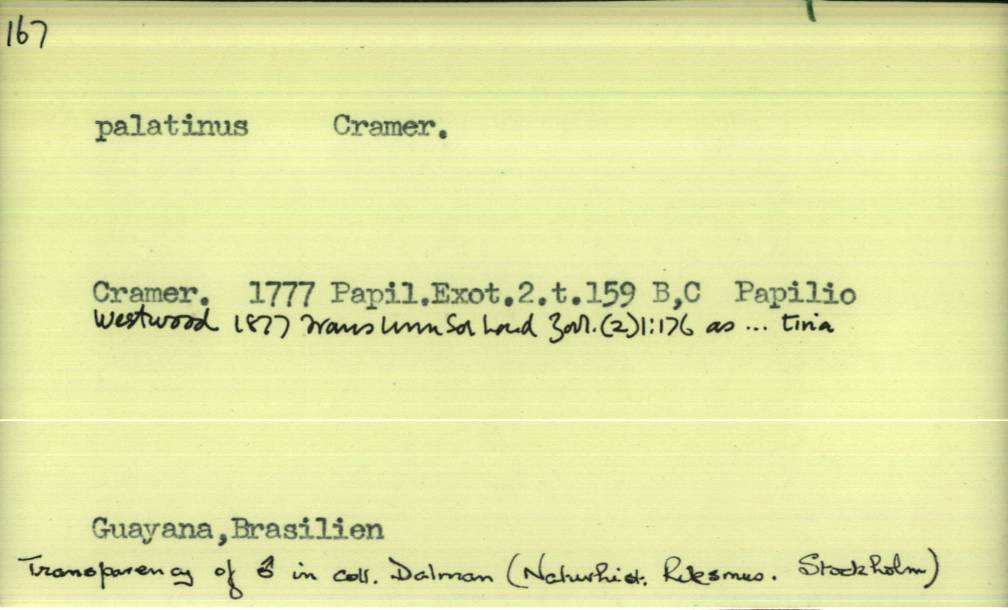 167
palatinus Cramer.
Cramer. 1777 Papil.Exot.2.t.159 B,C Papilio
Westwood 1877 Trans Linn Soc Lond Zool.(2)1:176 as ...
Guayana,Brasilien
Transparency of ♂ in coll. Dalman (Naturhist. Riksmus. Stockholm)